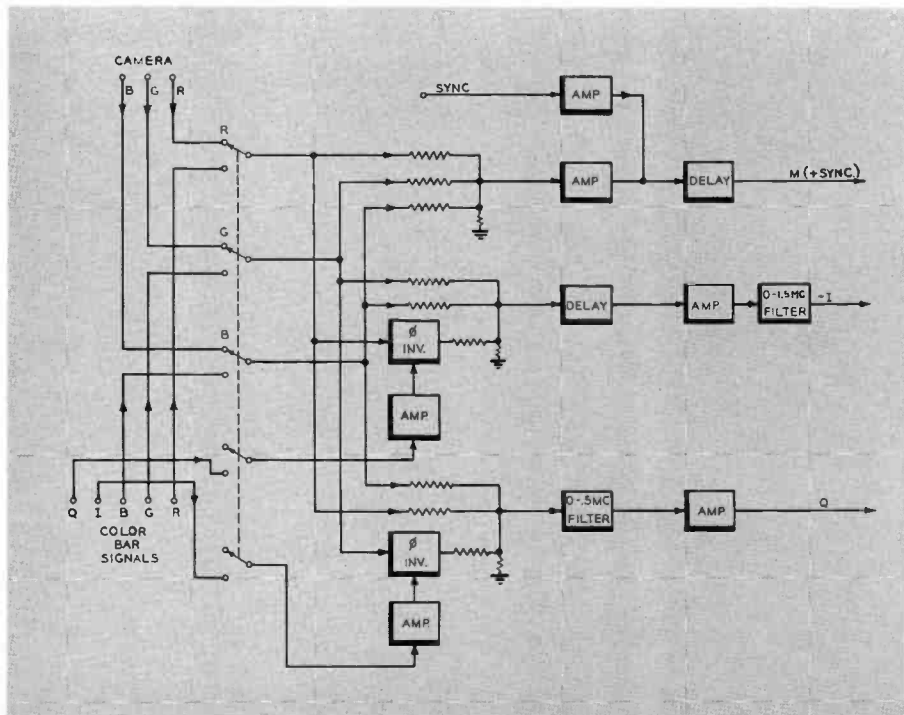 CAMERA
B G R
R
SYNC
AMP.
AMP
DELAY
M (+SYNC.)
G
DELAY
AMP.
0-1.5MC
FILTER
-I
B
Ø
INV.
AMP.
Q I B G R
COLOR
BAR
SIGNALS
0-.5MC
FILTER
AMP
Q
Ø
INV.
AMP.